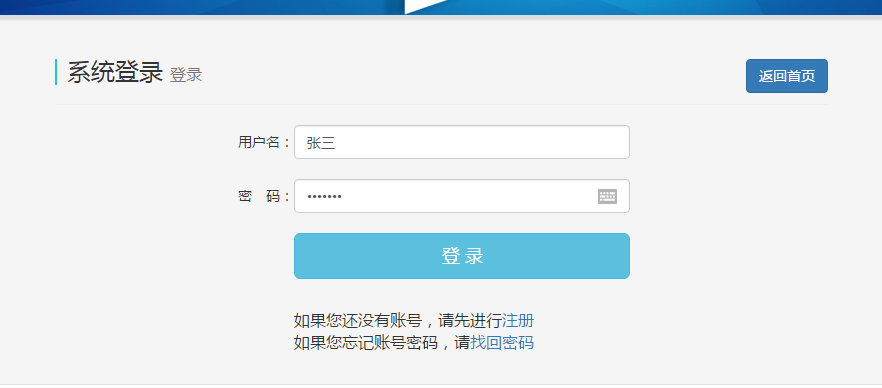 系统登录 登录
返回首页
用户名：张三
密 码：•••••••
登录
如果您还没有账号，请先进行注册
如果您忘记账号密码，请找回密码